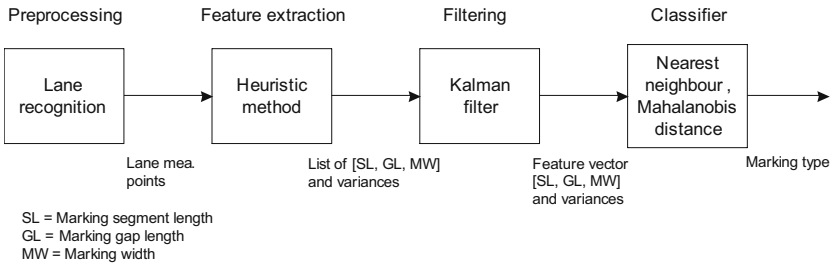 Preprocessing
Feature extraction
Filtering
Classifier
Lane
recognition
Heuristic
method
Kalman
filter
Nearest
neighbour ,
Mahalanobis
distance
Lane mea.
points
List of [SL, GL, MW]
and variances
Feature vector
[SL, GL, MW]
and variances
Marking type
SL = Marking segment length
GL = Marking gap length
MW = Marking width